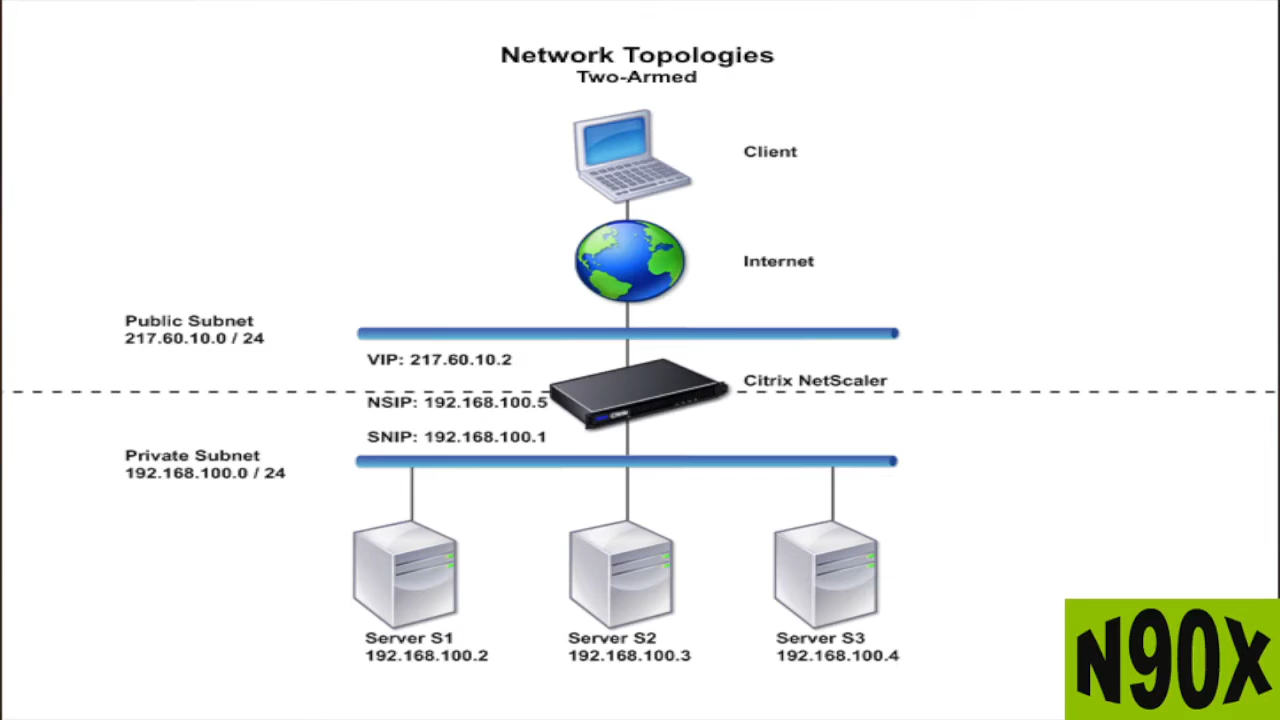 Network Topologies
Two-Armed
Client
Internet
Public Subnet
217.60.10.0 / 24
VIP: 217.60.10.2
Citrix NetScaler
NSIP: 192.168.100.5
SNIP: 192.168.100.1
Private Subnet
192.168.100.0 / 24
Server S1
192.168.100.2
Server S2
192.168.100.3
Server S3
192.168.100.4
N90X